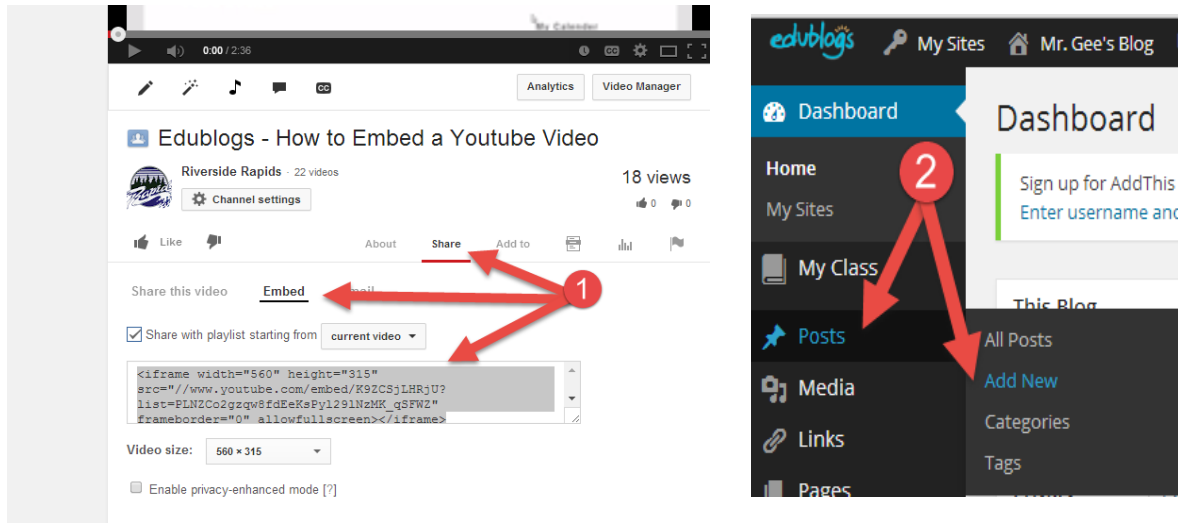 My Calender
0:00 / 2:36
CC
CC
Analytics
Video Manager
Edublogs - How to Embed a Youtube Video
Riverside Rapids · 22 videos
Channel settings
18 views
0
0
Like
About
Share
Add to
1
Share this video
Embed
Share with playlist starting from
current video
<iframe width="560" height="315"
src="//www.youtube.com/embed/K9ZCSjLHRjU?
list=PLNZCo2gzqw8fdEeKsPyl29lNzMK_qSFWZ"
frameborder="0" allowfullscreen></iframe>
Video size:
560 × 315
Enable privacy-enhanced mode [?]
edublogs
My Sites
Mr. Gee's Blog
Dashboard
Home
My Sites
My Class
Posts
Media
Links
Pages
Dashboard
2
Sign up for AddThis
Enter username and
This Blog
All Posts
Add New
Categories
Tags